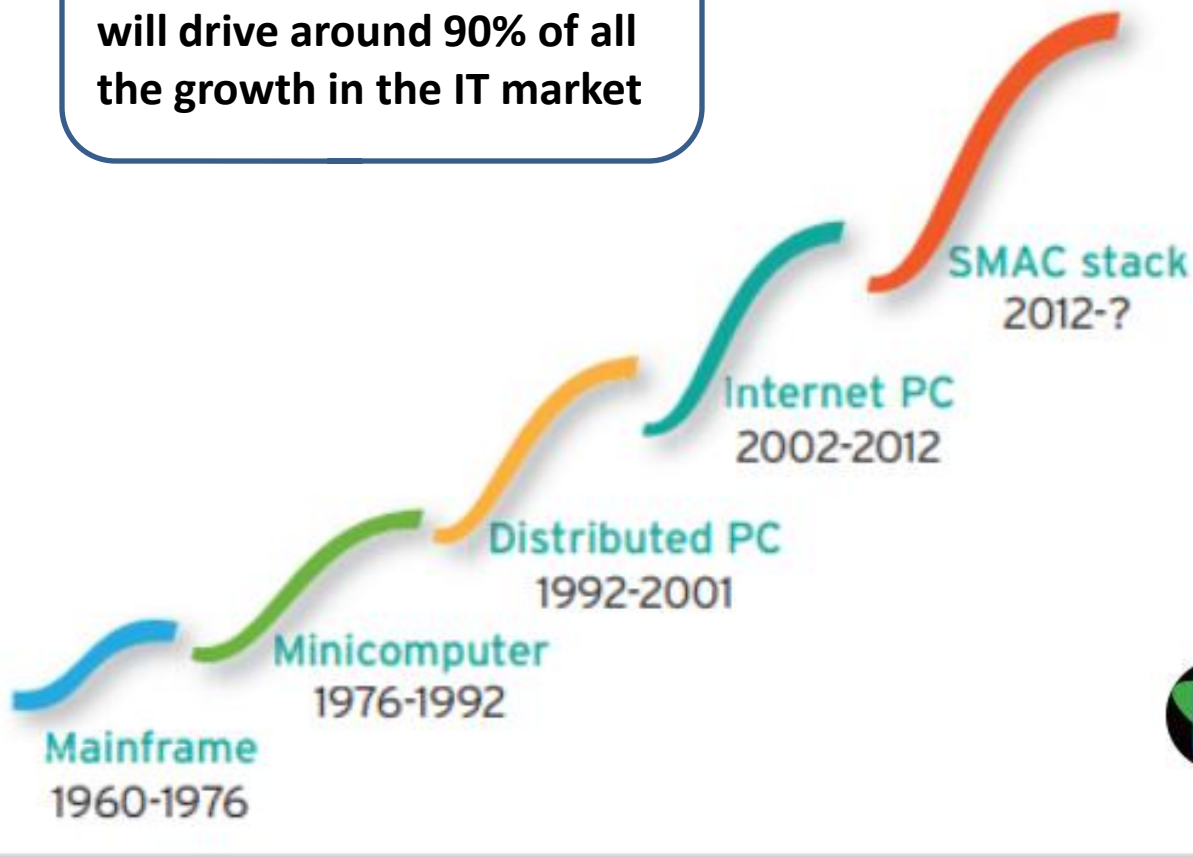 will drive around 90% of all
the growth in the IT market
SMAC stack
2012-?
Internet PC
2002-2012
Distributed PC
1992-2001
Minicomputer
1976-1992
Mainframe
1960-1976